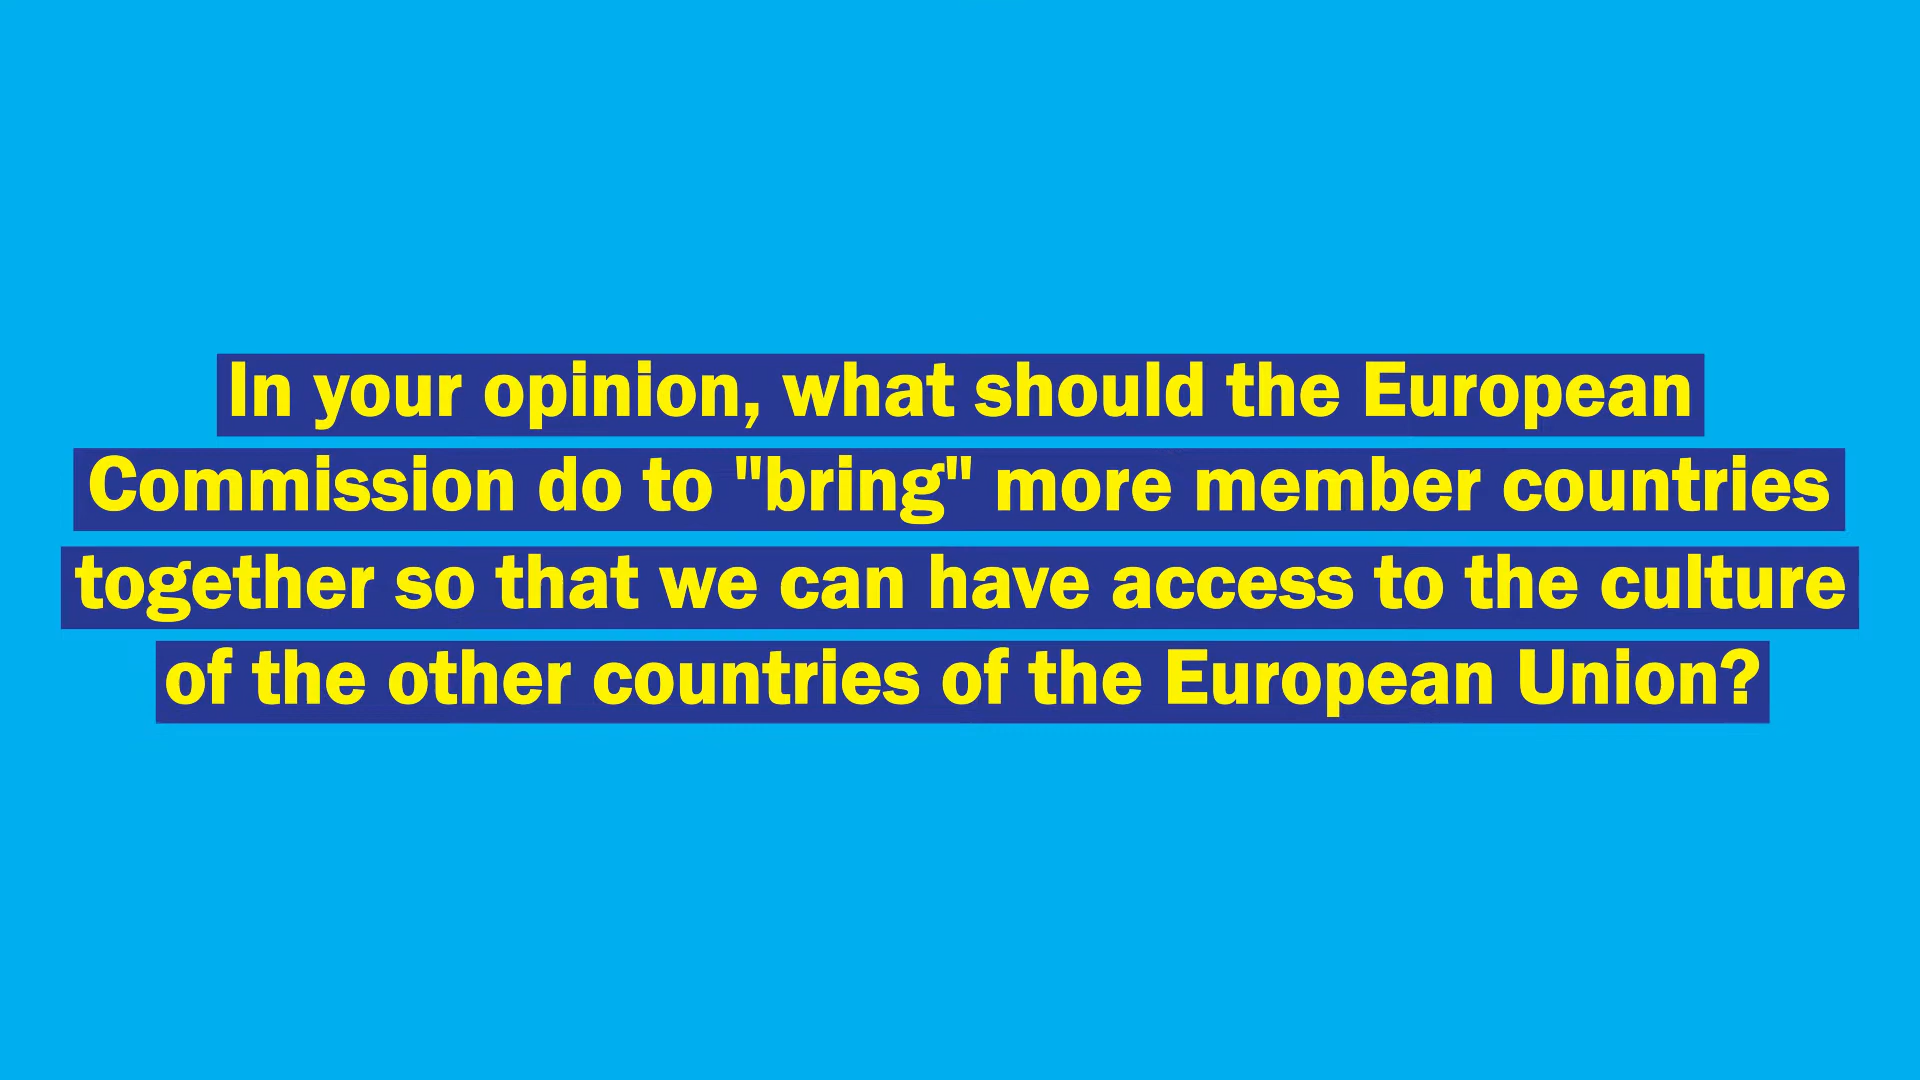 In your opinion, what should the European
Commission do to "bring" more member countries
together so that we can have access to the culture
of the other countries of the European Union?